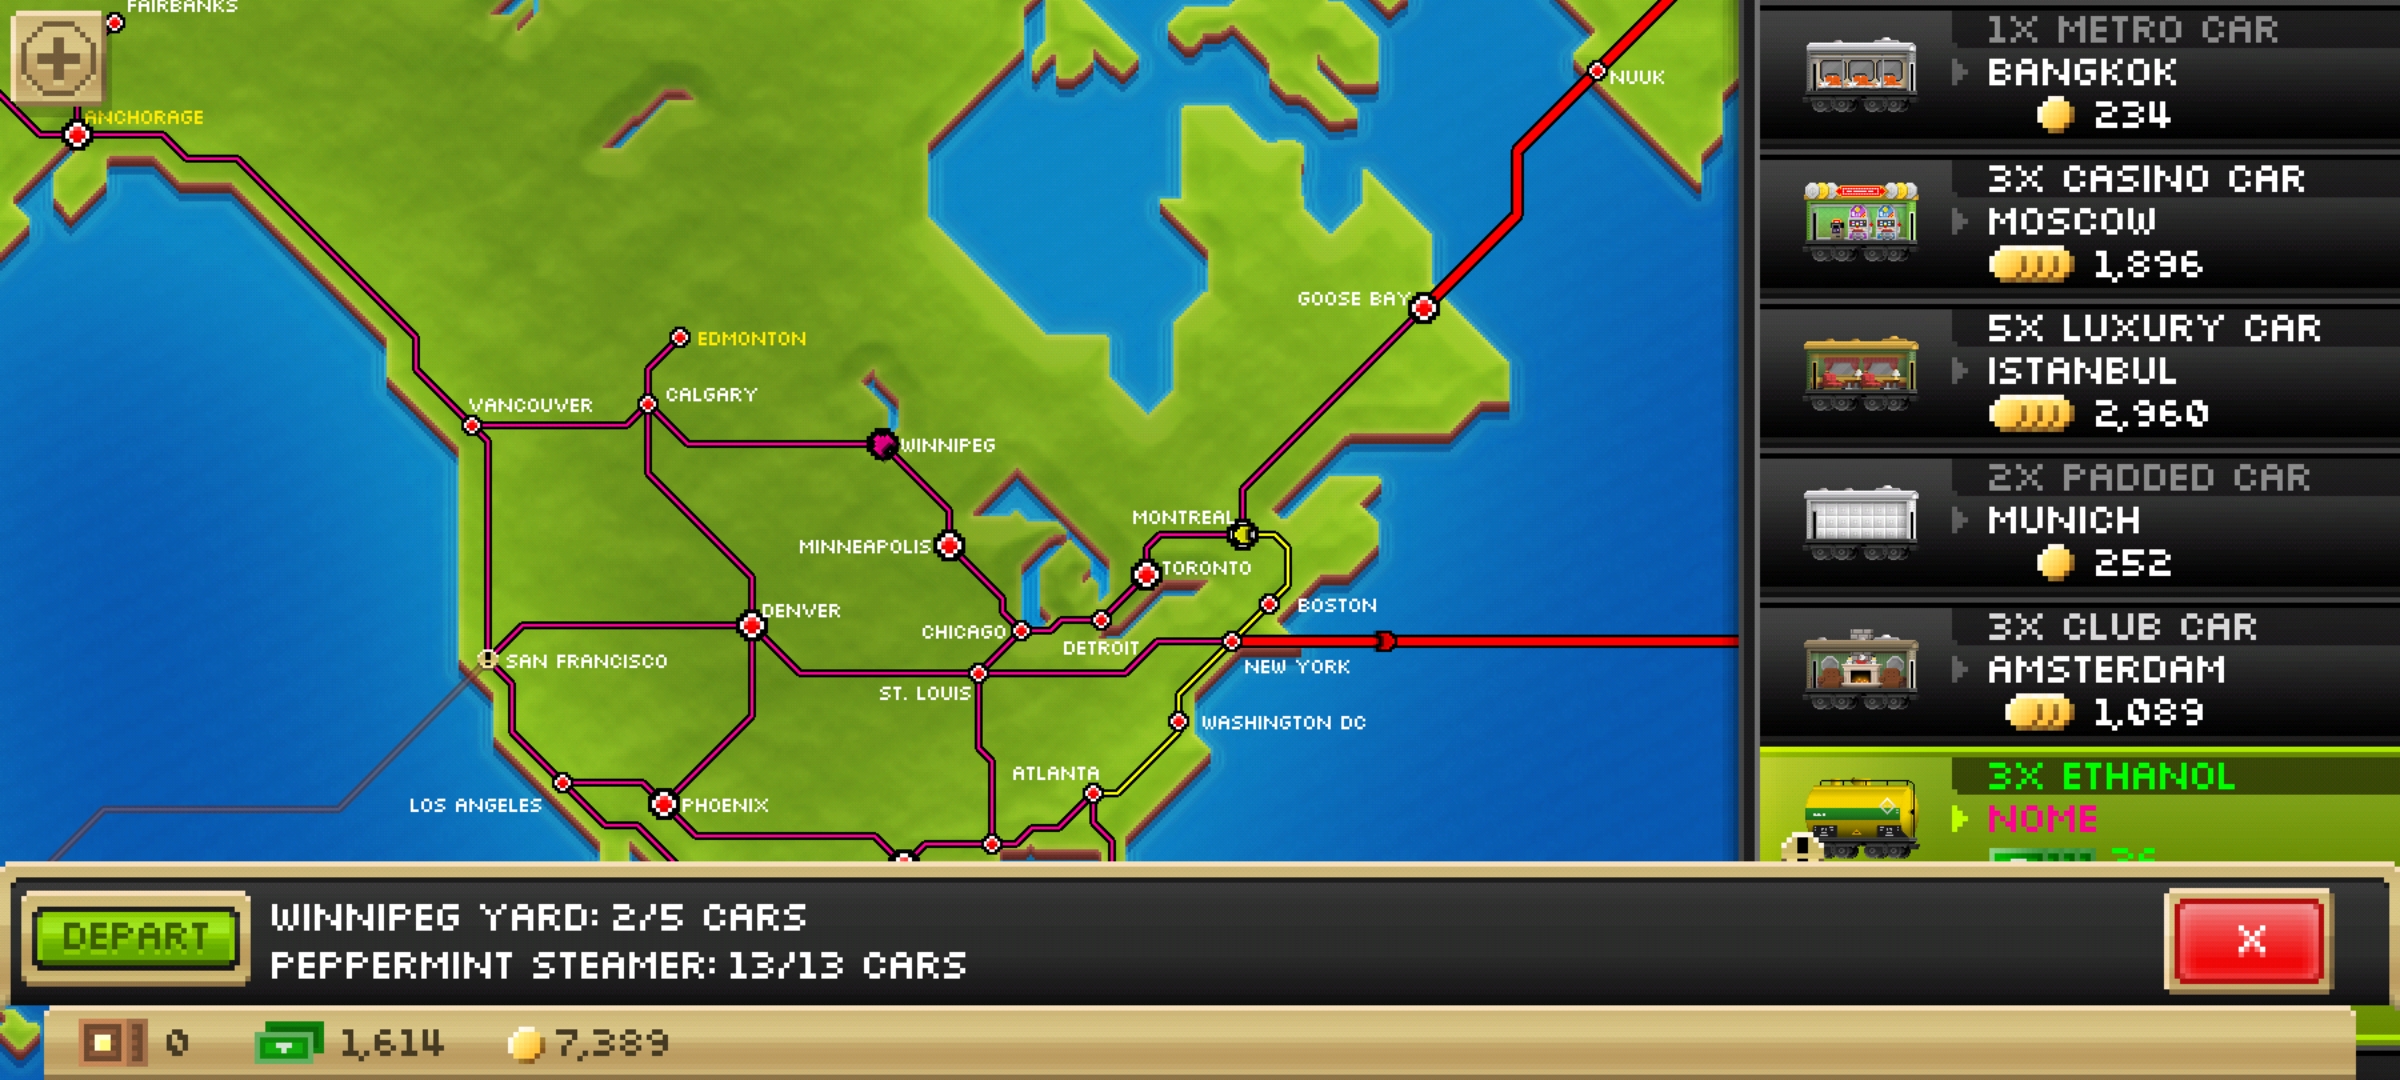 FAIRBANKS
ANCHORAGE
NUUK
GOOSE BAY
EDMONTON
CALGARY
VANCOUVER
WINNIPEG
MONTREAL
MINNEAPOLIS
TORONTO
BOSTON
DENVER
CHICAGO
DETROIT
SAN FRANCISCO
NEW YORK
ST. LOUIS
WASHINGTON DC
ATLANTA
LOS ANGELES
PHOENIX
1X METRO CAR
BANGKOK
234
3X CASINO CAR
MOSCOW
1,896
5X LUXURY CAR
ISTANBUL
2,960
2X PADDED CAR
MUNICH
252
3X CLUB CAR
AMSTERDAM
1,089
3X ETHANOL
NOME
DEPART
WINNIPEG YARD: 2/5 CARS
PEPPERMINT STEAMER: 13/13 CARS
X
0
1,614
7,389